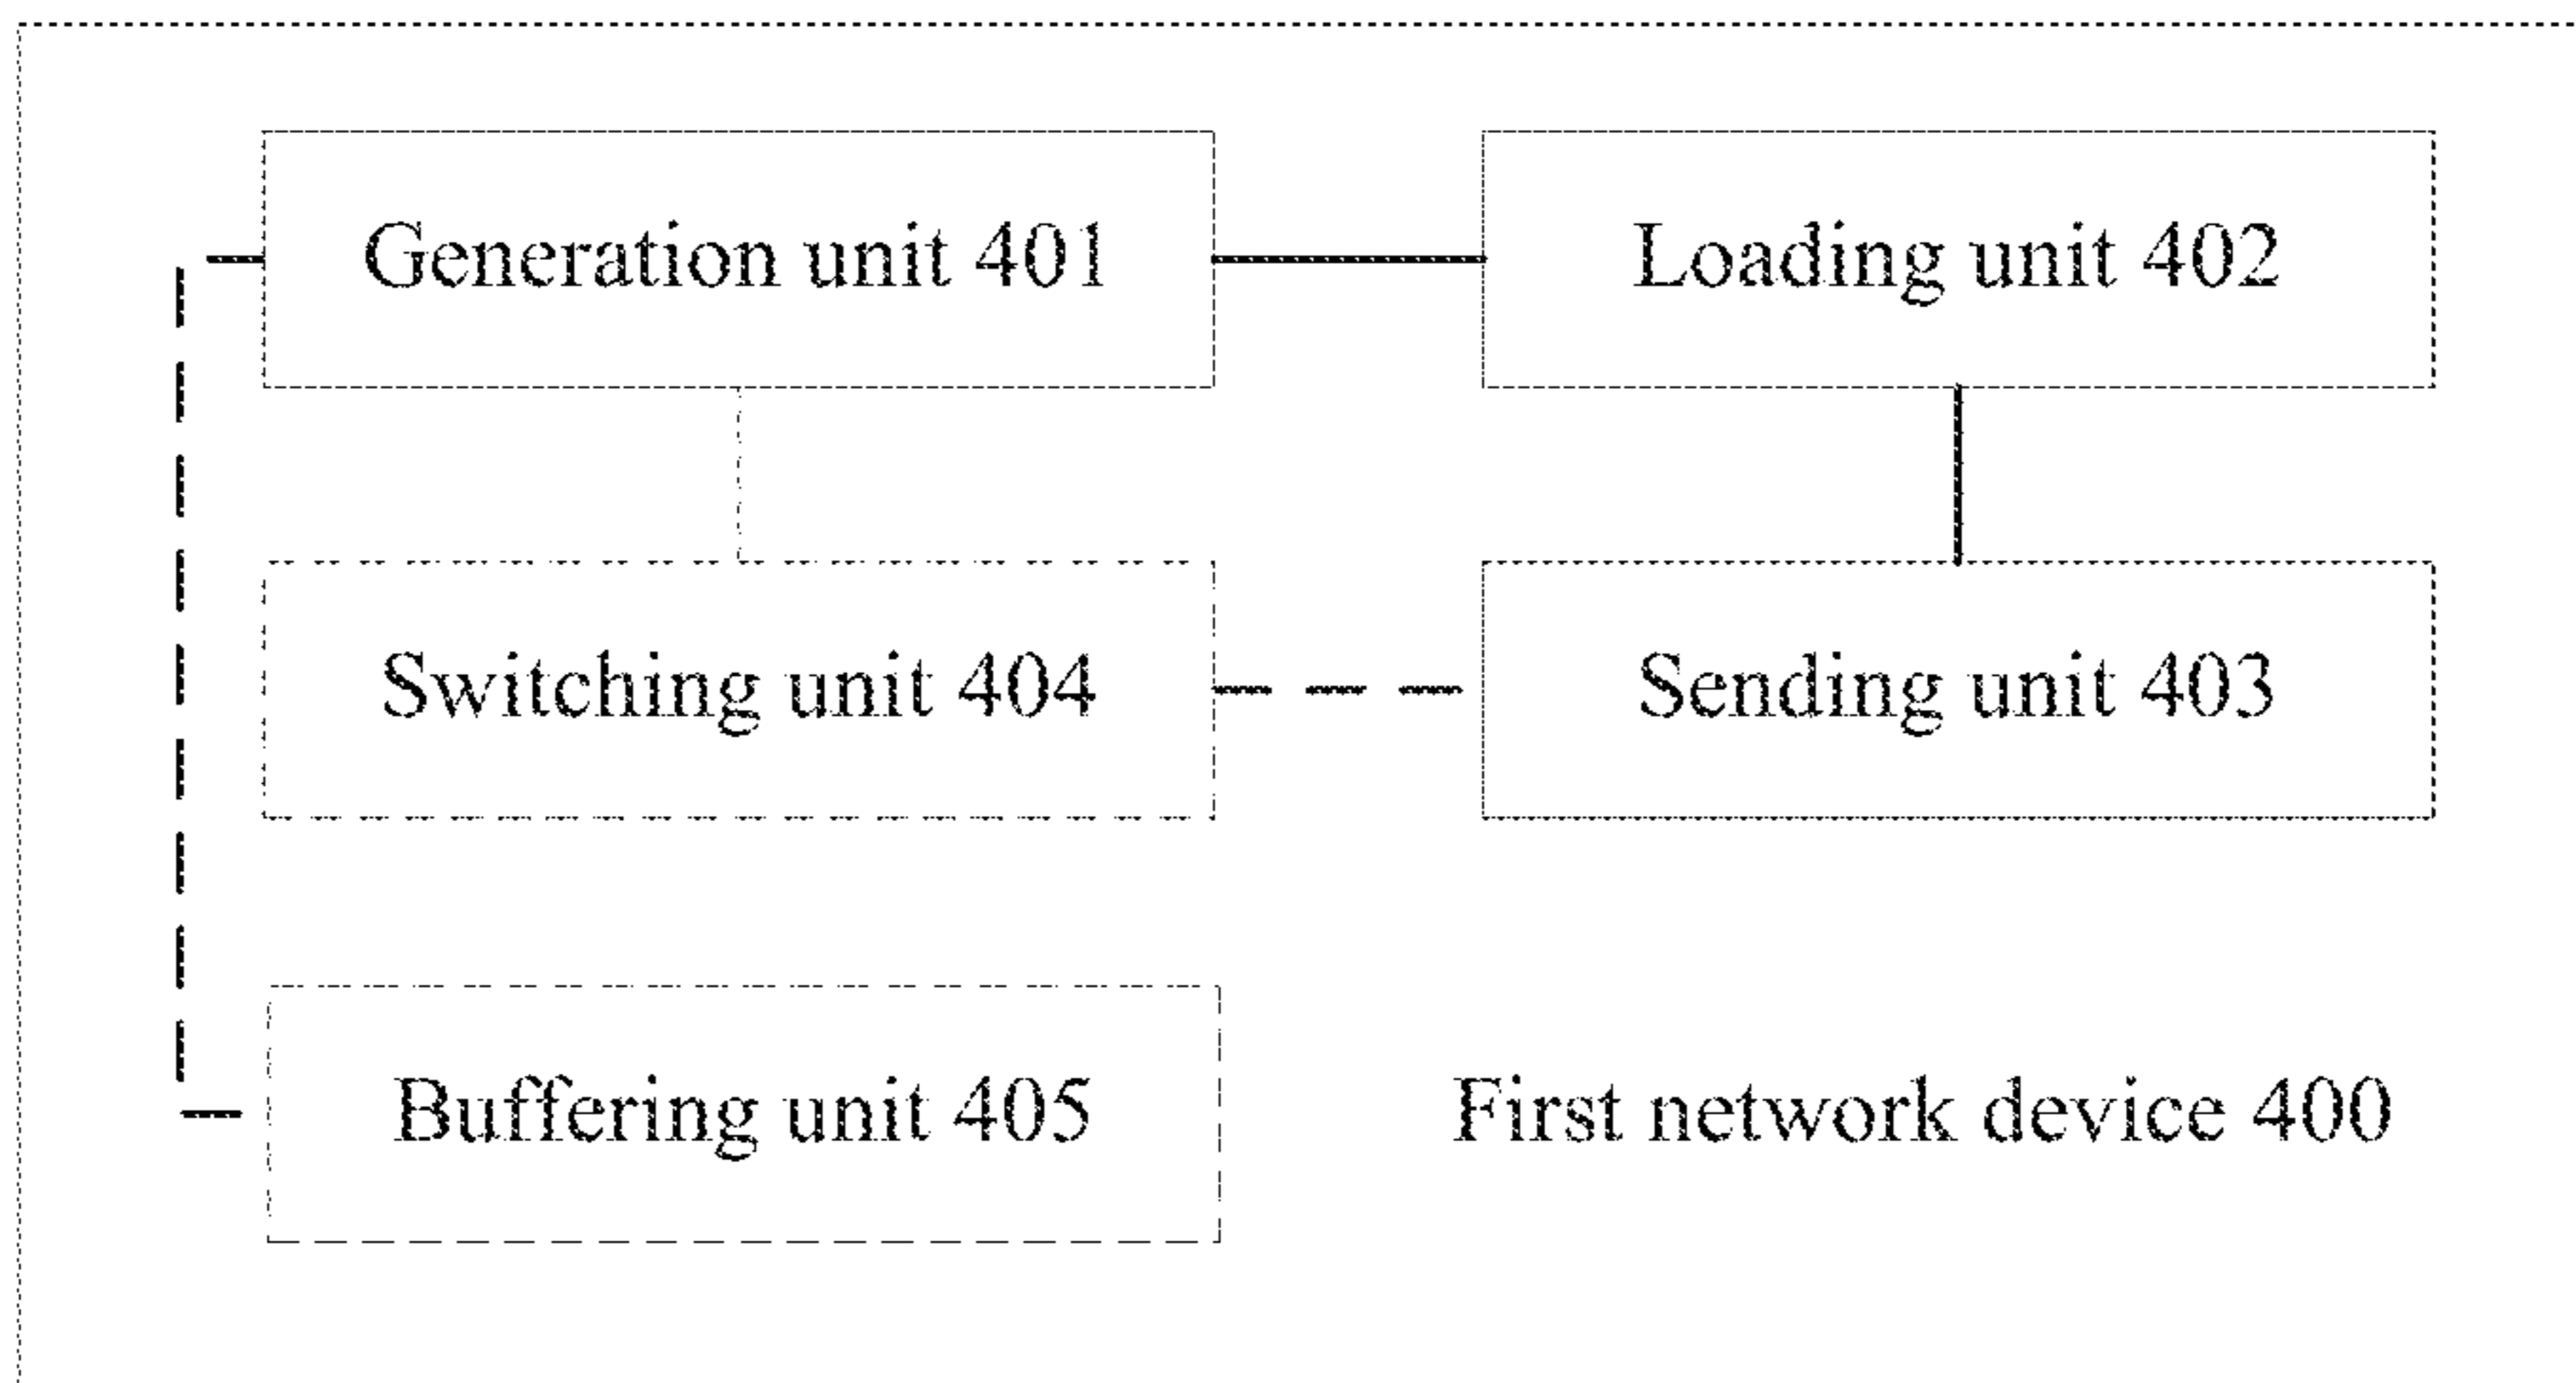 Generation unit 401
Loading unit 402
Switching unit 404
Sending unit 403
Buffering unit 405
First network device 400